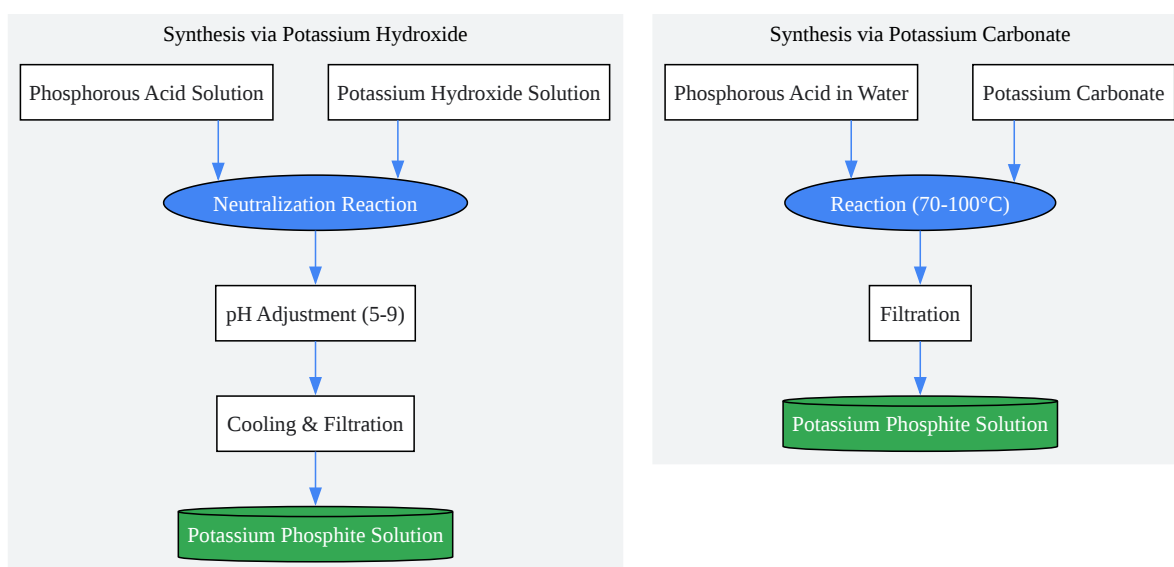 Synthesis via Potassium Hydroxide
Phosphorous Acid Solution
Potassium Hydroxide Solution
Neutralization Reaction
pH Adjustment (5-9)
Cooling & Filtration
Potassium Phosphite Solution
Synthesis via Potassium Carbonate
Phosphorous Acid in Water
Potassium Carbonate
Reaction (70-100°C)
Filtration
Potassium Phosphite Solution